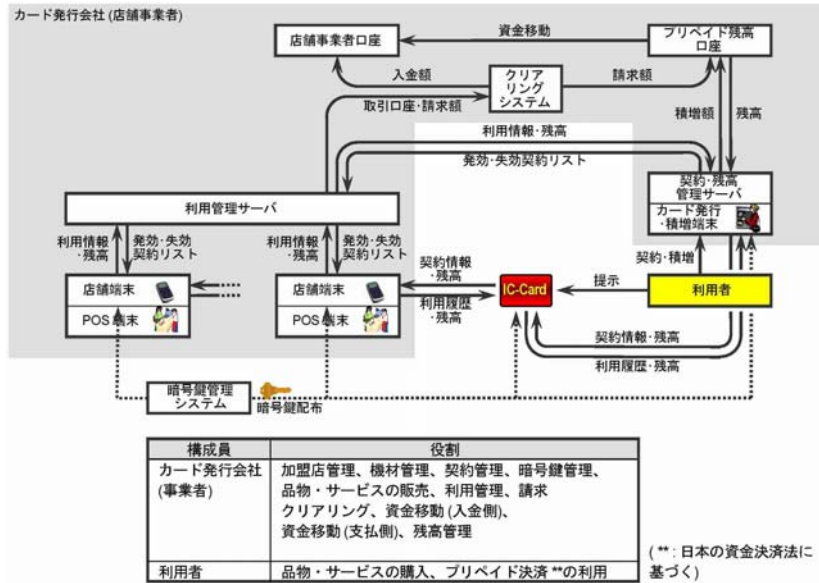 カード発行会社 (店舗事業者)
店舗事業者口座
資金移動
プリペイド残高
口座
入金額
クリア
リング
システム
請求額
取引口座・請求額
積増額
残高
利用情報・残高
発効・失効契約リスト
契約・残高
管理サーバ
カード発行
・積増端末
利用管理サーバ
利用情報
・残高
発効・失効
契約リスト
利用情報
・残高
発効・失効
契約リスト
契約情報
・残高
契約・積増
店舗端末
POS 端末
店舗端末
POS 端末
利用履歴
・残高
IC-Card
提示
利用者
契約情報・残高
利用履歴・残高
暗号鍵管理
システム
暗号鍵配布
構成員
役割
カード発行会社
(事業者)
加盟店管理、機材管理、契約管理、暗号鍵管理、
品物・サービスの販売、利用管理、請求
クリアリング、資金移動 (入金側)、
資金移動 (支払側)、残高管理
利用者
品物・サービスの購入、プリペイド決済 **の利用
( ** : 日本の資金決済法に
基づく)